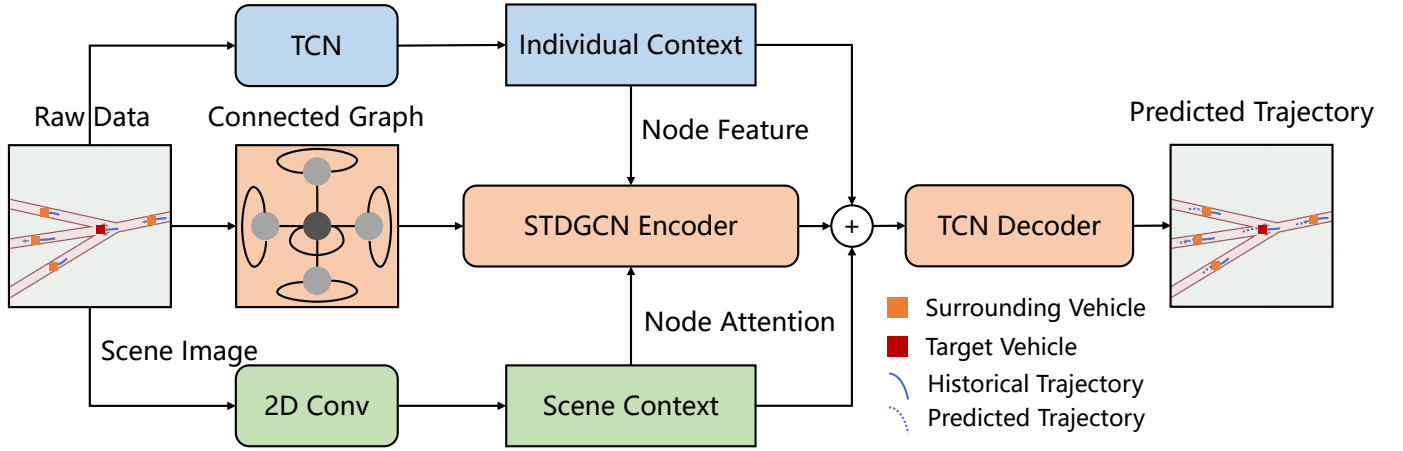 TCN
Individual Context
Raw Data
Connected Graph
Node Feature
Predicted Trajectory
STDGCN Encoder
+
TCN Decoder
Scene Image
Node Attention
2D Conv
Scene Context
Surrounding Vehicle
Target Vehicle
Historical Trajectory
Predicted Trajectory